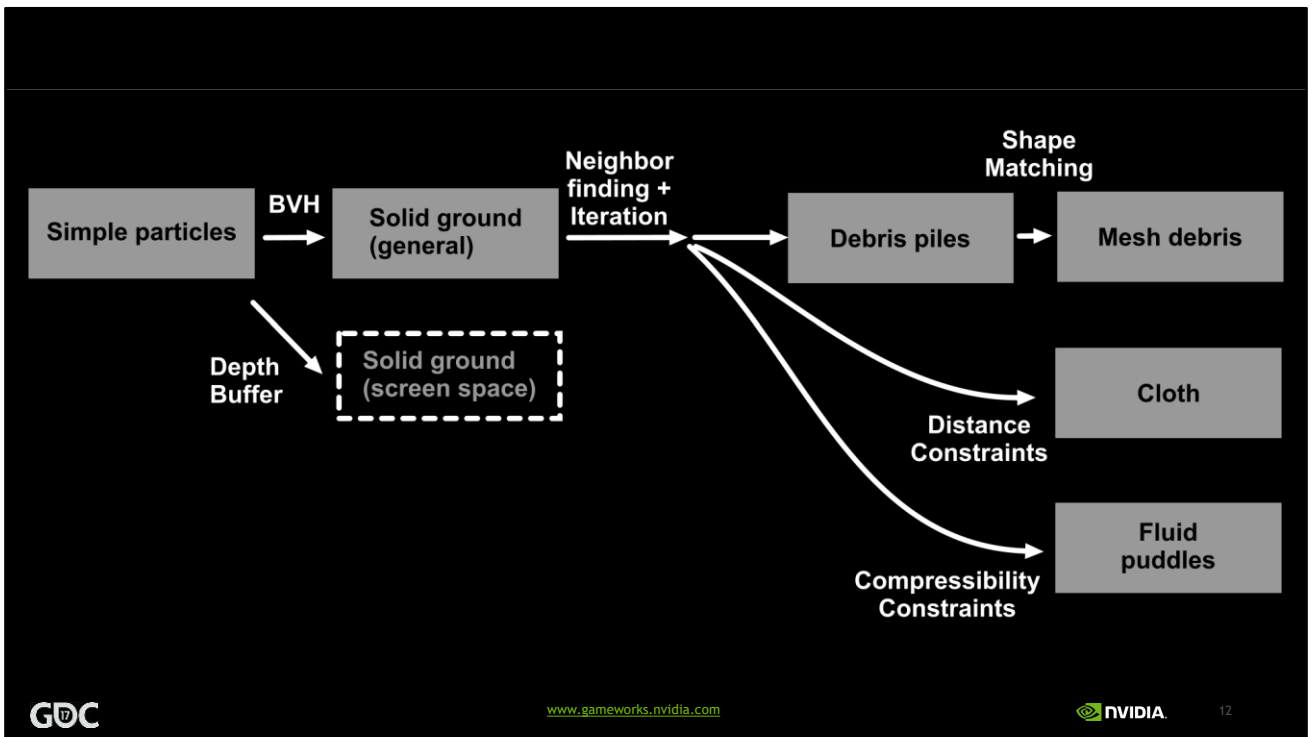 Simple particles
BVH
Solid ground
(general)
Neighbor
finding +
Iteration
Debris piles
Shape
Matching
Mesh debris
Depth
Buffer
Solid ground
(screen space)
Cloth
Distance
Constraints
Fluid
puddles
Compressibility
Constraints
GDC 17
www.gameworks.nvidia.com
NVIDIA.
12